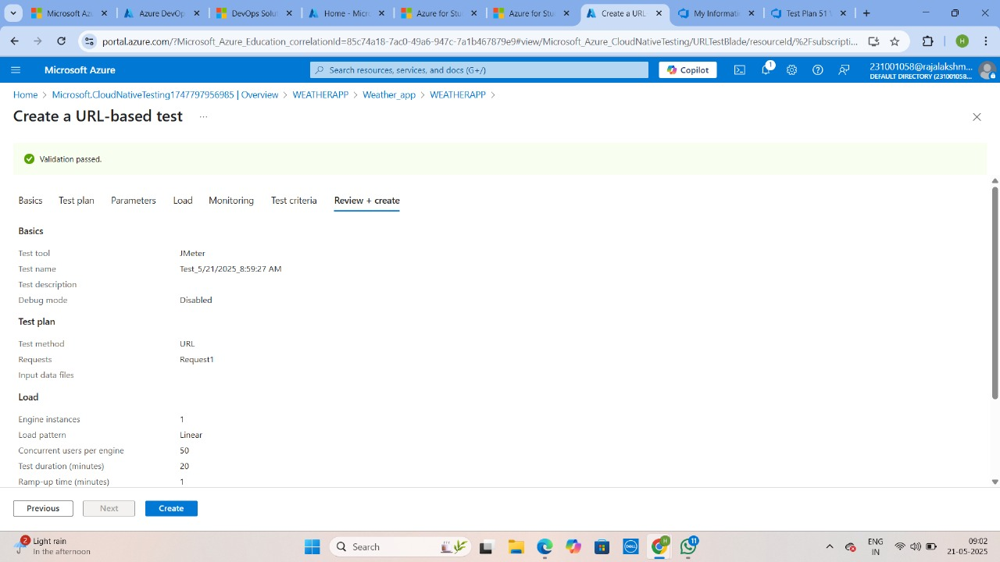 Microsoft Az
Azure DevOp
DevOps Solut
Home - Micr
Azure for Stu
Azure for Stu
Create a URL
My Informati
Test Plan 51
portal.azure.com/?Microsoft_Azure_Education_correlationId=85c74a18-7ac0-49a6-947c-7a1b467879e9#view/Microsoft_Azure_CloudNativeTesting/URLTestBlade/resourceId/%2Fsubscripti...
H
Microsoft Azure
Search resources, services, and docs (G+/)
Copilot
1
231001058@rajalakshm...
DEFAULT DIRECTORY (231001058...
Home > Microsoft.CloudNativeTesting1747797956985 | Overview > WEATHERAPP > Weather_app > WEATHERAPP >
Create a URL-based test ...
Validation passed.
Basics Test plan Parameters Load Monitoring Test criteria Review + create
Basics
Test tool JMeter
Test name Test_5/21/2025_8:59:27 AM
Test description
Debug mode Disabled
Test plan
Test method URL
Requests Request1
Input data files
Load
Engine instances 1
Load pattern Linear
Concurrent users per engine 50
Test duration (minutes) 20
Ramp-up time (minutes) 1
Previous Next Create
2
Light rain
In the afternoon
Search
DELL
H
11
ENG
IN
09:02
21-05-2025